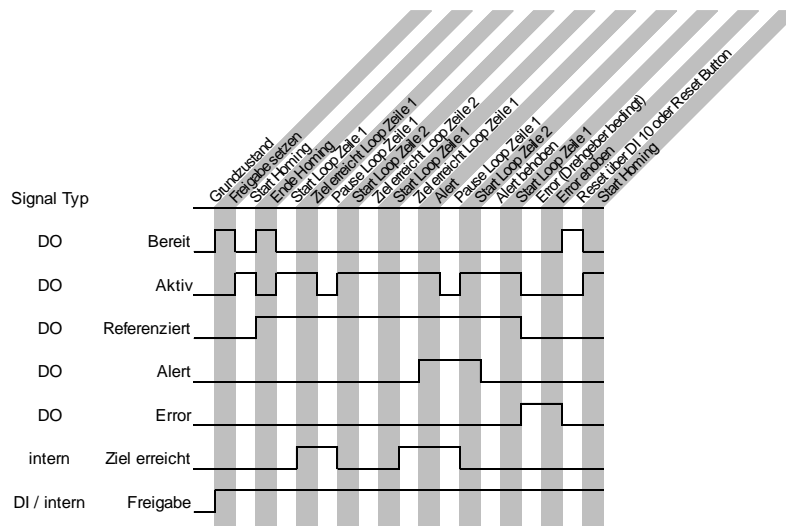 Grundzustand
Freigabe setzen
Start Homing
Ende Homing
Start Loop Zeile 1
Ziel erreicht Loop Zeile 1
Pause Loop Zeile 1
Start Loop Zeile 2
Ziel erreicht Loop Zeile 2
Start Loop Zeile 1
Ziel erreicht Loop Zeile 1
Alert
Pause Loop Zeile 1
Start Loop Zeile 2
Alert behoben
Start Loop Zeile 1
Error (Drehgeber bedingt)
Error ehoben
Reset über DI 10 oder Reset Button
Start Homing
Signal Typ
DO Bereit
DO Aktiv
DO Referenziert
DO Alert
DO Error
intern Ziel erreicht
DI / intern Freigabe